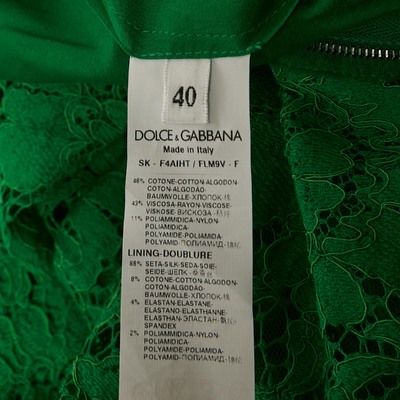 40
DOLCE & GABBANA
Made in Italy
SK - F4AIHT / FLM9V - F
46% COTONE-COTTON-ALGODON-
COTON-ALGODÃO-
BAUMWOLLE-ХЛОПОК-棉
43% VISCOSA-RAYON-VISCOSE-
VISKOSE-ВИСКОЗА-
11% POLIAMMIDICA-NYLON-
POLIAMIDICA-
POLYAMIDE-POLIAMIDA-
POLYAMID-ПОЛИАМИД-
LINING-DOUBLURE
86% SETA-SILK-SEDA-SOIE-
SEIDE-ШЕЛК-
8% COTONE-COTTON-ALGODON-
COTON-ALGODÃO-
BAUMWOLLE-ХЛОПОК-棉
4% ELASTAN-ELASTANE-
ELASTANO-ELASTHANNE-
ELASTHAN-ЭЛАСТАН-
SPANDEX
2% POLIAMMIDICA-NYLON-
POLIAMIDICA-
POLYAMIDE-POLIAMIDA-
POLYAMID-ПОЛИАМИД-